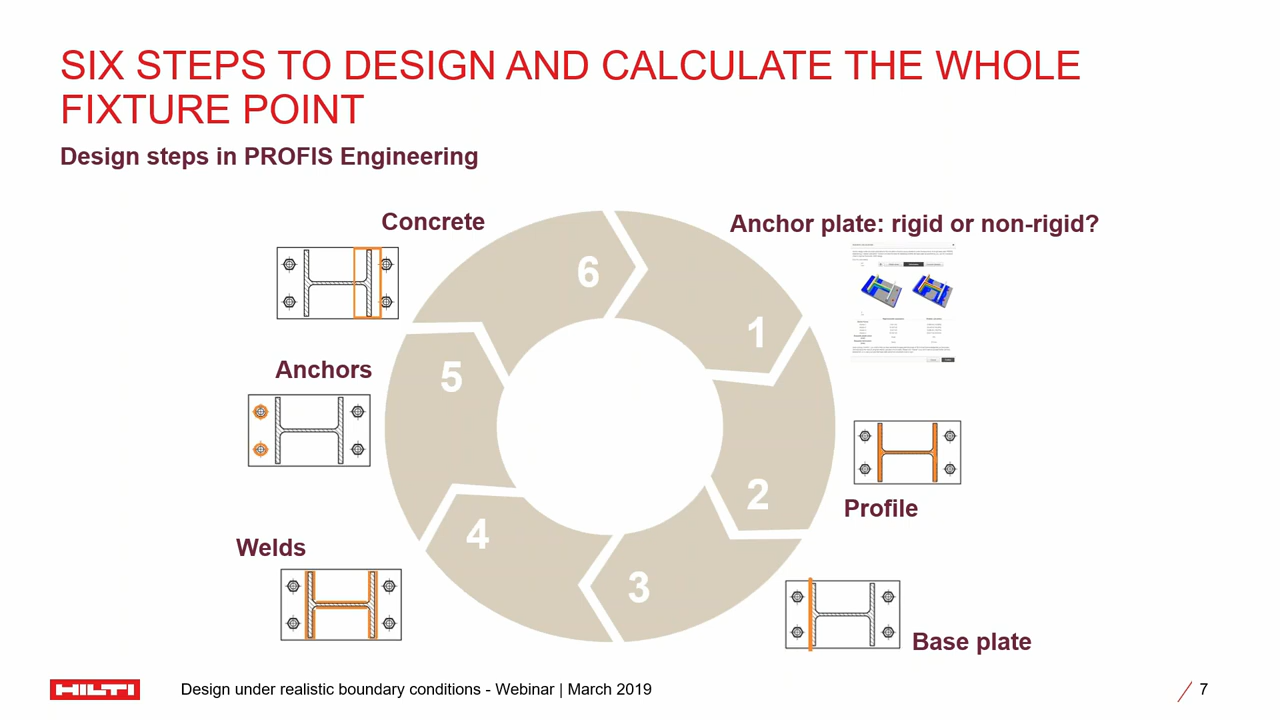 SIX STEPS TO DESIGN AND CALCULATE THE WHOLE
FIXTURE POINT
Design steps in PROFIS Engineering
Concrete
Anchor plate: rigid or non-rigid?
6
1
Anchors
5
2
Profile
4
Welds
3
Base plate
HILTI
Design under realistic boundary conditions - Webinar | March 2019
7